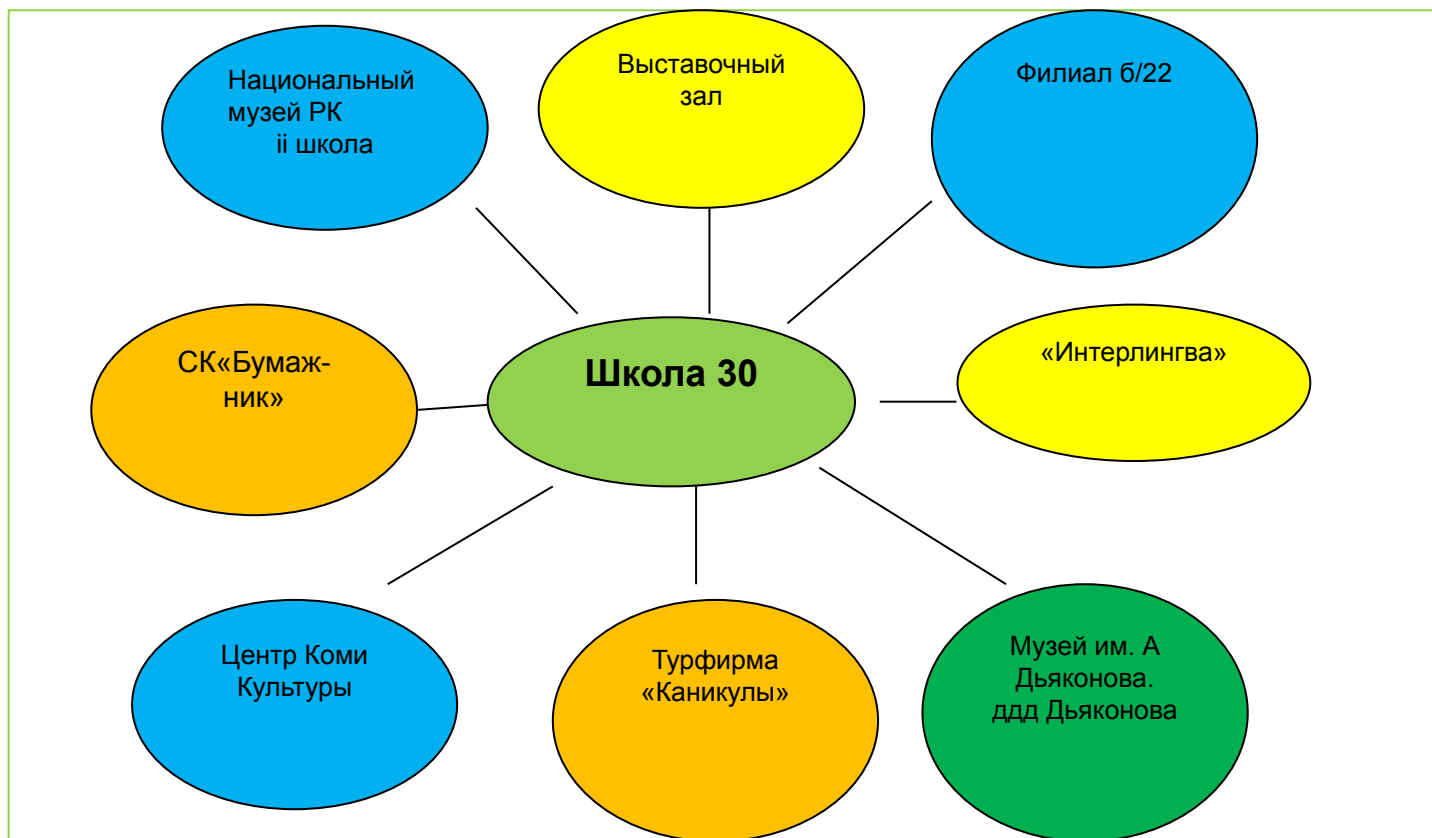 Национальный
музей РК
ii школа
Выставочный
зал
Филиал б/22
СК«Бумаж-
ник»
Школа 30
«Интерлингва»
Центр Коми
Культуры
Турфирма
«Каникулы»
Музей им. А
Дьяконова.
ддд Дьяконова